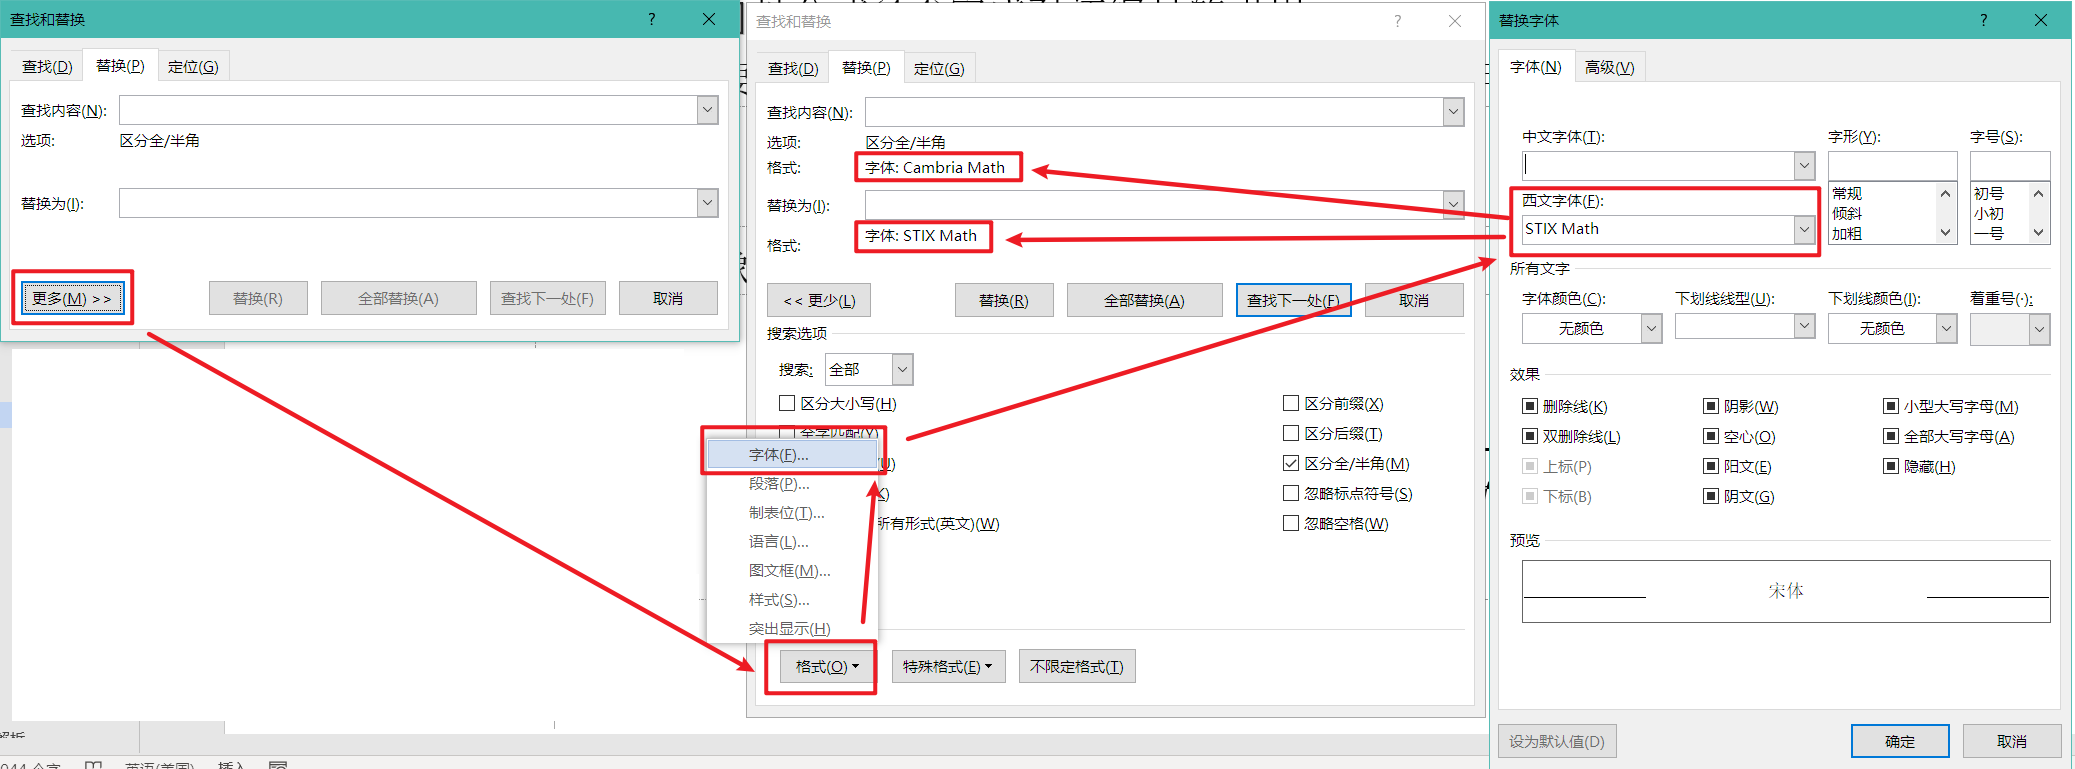 查找和替换
?
查找(D) 替换(P) 定位(G)
查找内容(N):
选项: 区分全/半角
替换为(I):
更多(M) >> 替换(R) 全部替换(A) 查找下一处(F) 取消
英语(美国) 插入
查找和替换
?
查找(D) 替换(P) 定位(G)
查找内容(N):
选项: 区分全/半角
格式: 字体: Cambria Math
替换为(I):
格式: 字体: STIX Math
<< 更少(L) 替换(R) 全部替换(A) 查找下一处(F) 取消
搜索选项
搜索: 全部
区分大小写(H) 区分前缀(X)
全字匹配(Y) 区分后缀(T)
区分全/半角(M)
忽略标点符号(S)
所有形式(英文)(W) 忽略空格(W)
字体(F)...
段落(P)...
制表位(T)...
语言(L)...
图文框(M)...
样式(S)...
突出显示(H)
格式(O) 特殊格式(E) 不限定格式(T)
替换字体
?
字体(N) 高级(V)
中文字体(T): 字形(Y): 字号(S):
西文字体(F):
STIX Math
常规 初号
倾斜 小初
加粗 一号
所有文字
字体颜色(C): 下划线线型(U): 下划线颜色(I): 着重号(·):
无颜色 无颜色
效果
删除线(K) 阴影(W) 小型大写字母(M)
双删除线(L) 空心(O) 全部大写字母(A)
上标(P) 阳文(E) 隐藏(H)
下标(B) 阴文(G)
预览
宋体
设为默认值(D) 确定 取消